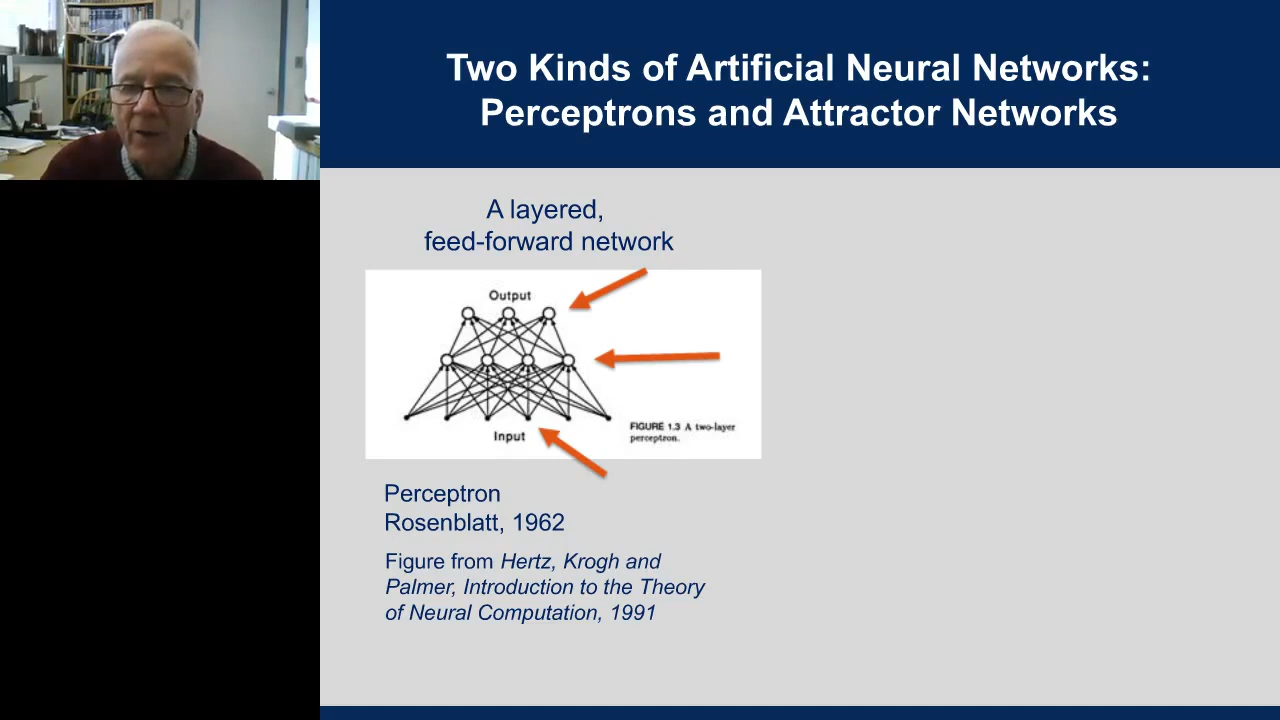 Two Kinds of Artificial Neural Networks:
Perceptrons and Attractor Networks
A layered,
feed-forward network
Output
Input
FIGURE 1.3 A two-layer
perceptron.
Perceptron
Rosenblatt, 1962
Figure from Hertz, Krogh and
Palmer, Introduction to the Theory
of Neural Computation, 1991